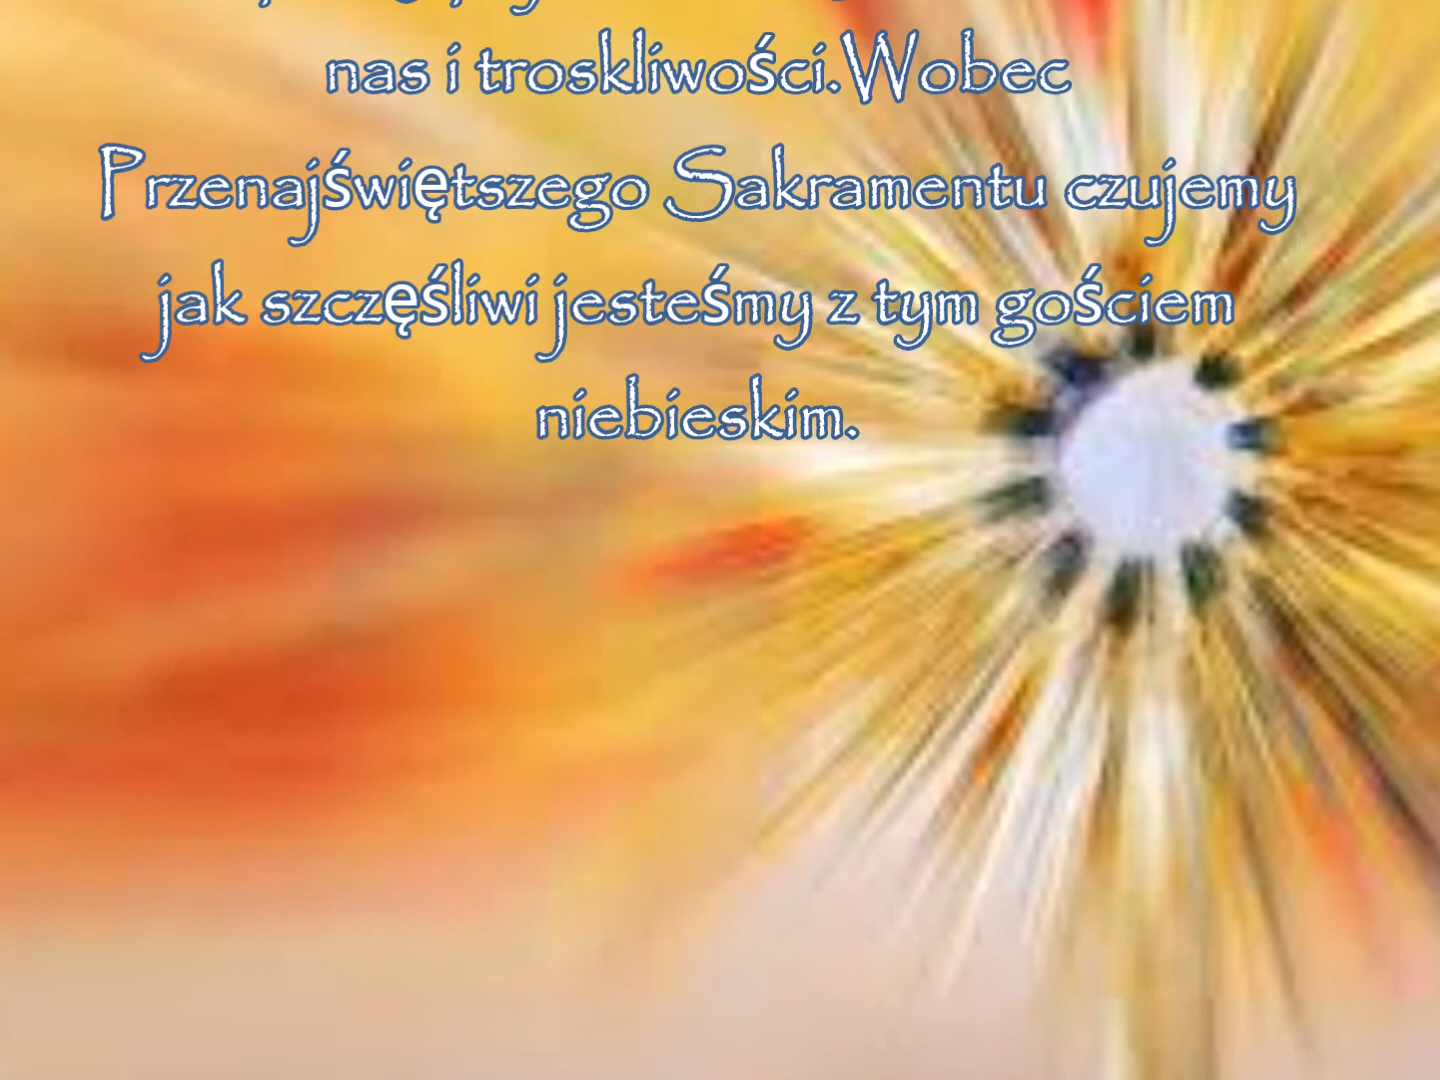 nas i troskliwości.Wobec
Przenajświętszego Sakramentu czujemy
jak szczęśliwi jesteśmy z tym gościem
niebieskim.